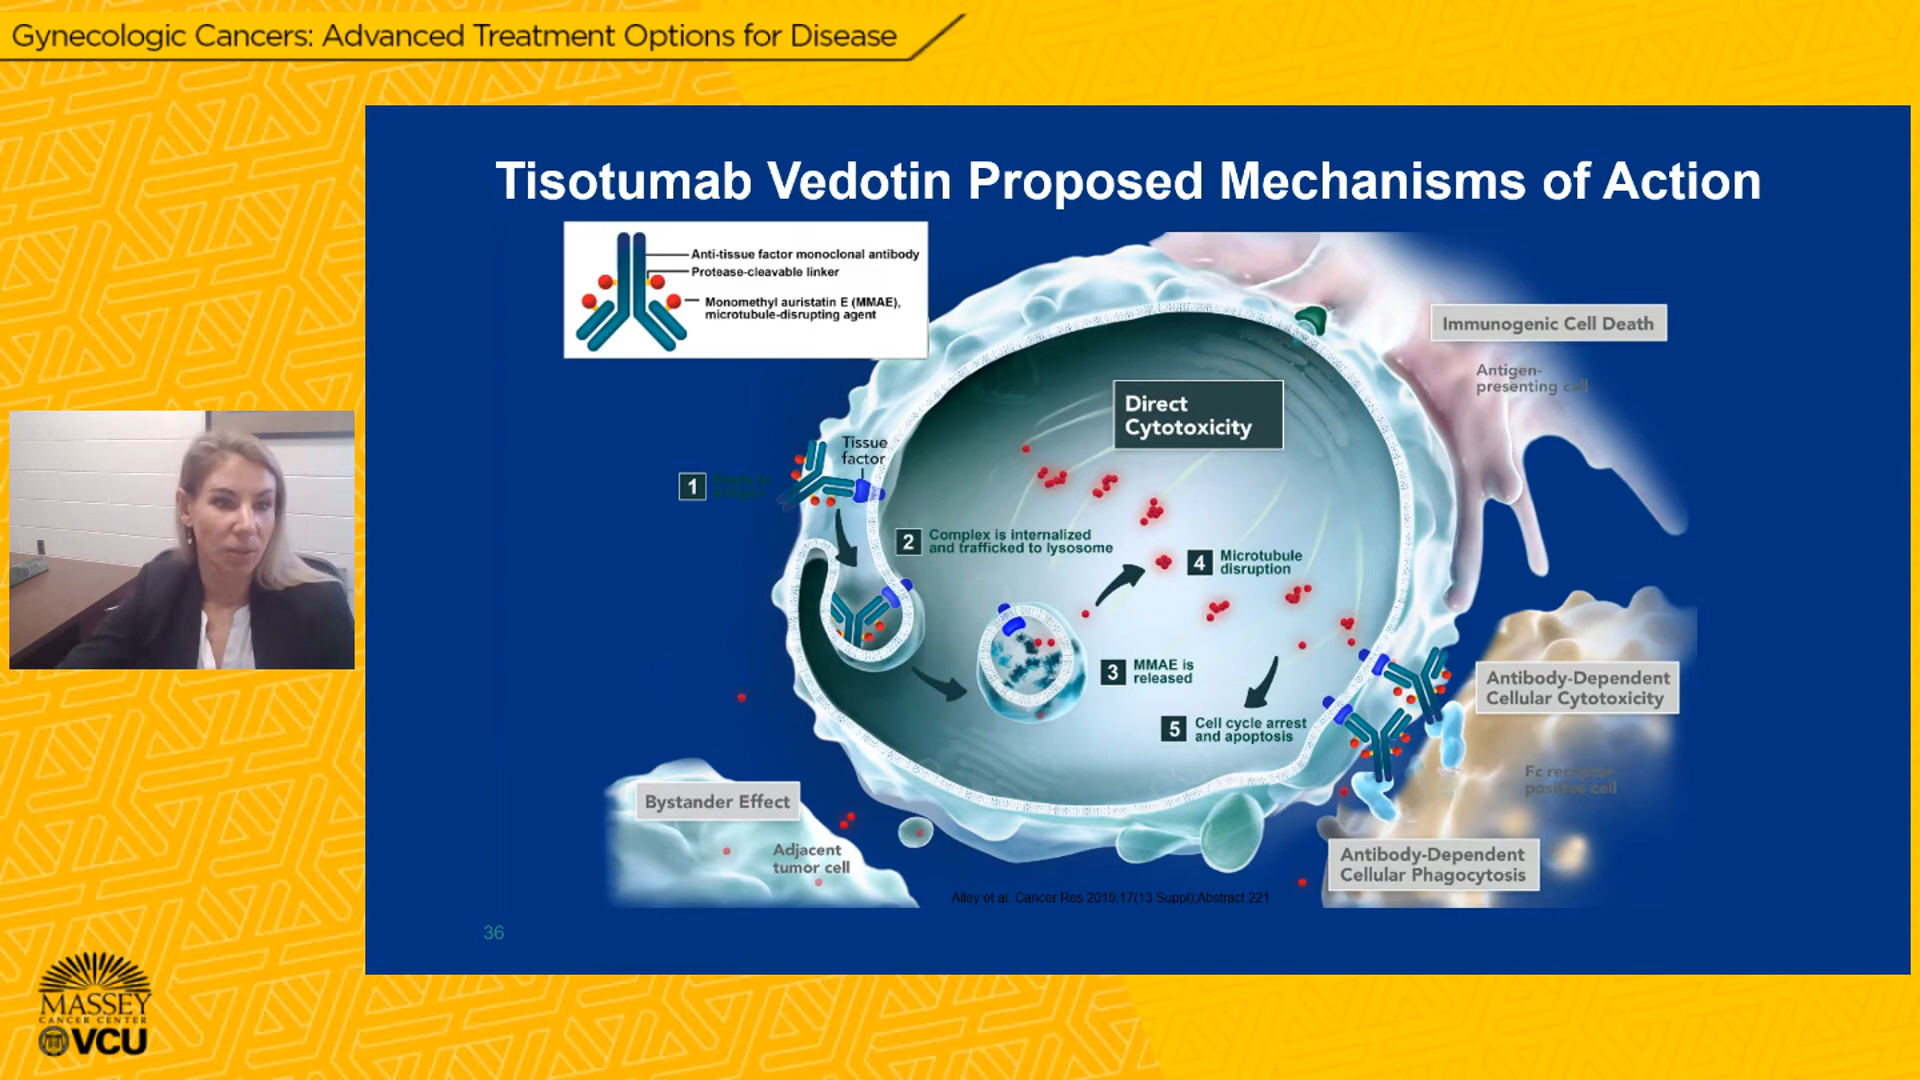 Gynecologic Cancers: Advanced Treatment Options for Disease
Tisotumab Vedotin Proposed Mechanisms of Action
Anti-tissue factor monoclonal antibody
Protease-cleavable linker
Monomethyl auristatin E (MMAE),
microtubule-disrupting agent
Immunogenic Cell Death
Antigen-
presenting cell
Direct
Cytotoxicity
Tissue
factor
1
2 Complex is internalized
and trafficked to lysosome
4 Microtubule
disruption
3 MMAE is
released
5 Cell cycle arrest
and apoptosis
Antibody-Dependent
Cellular Cytotoxicity
Fc receptor-
positive cell
Bystander Effect
Adjacent
tumor cell
Antibody-Dependent
Cellular Phagocytosis
Alley et al. Cancer Res 2019;17(13 Suppl):Abstract 221.
36
MASSEY
CANCER CENTER
VCU